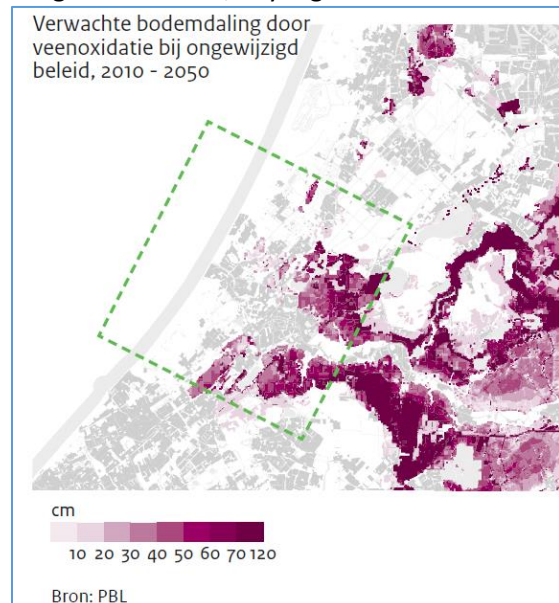 Verwachte bodemdaling door
veenoxidatie bij ongewijzigd
beleid, 2010 - 2050
cm
10 20 30 40 50 60 70 120
Bron: PBL